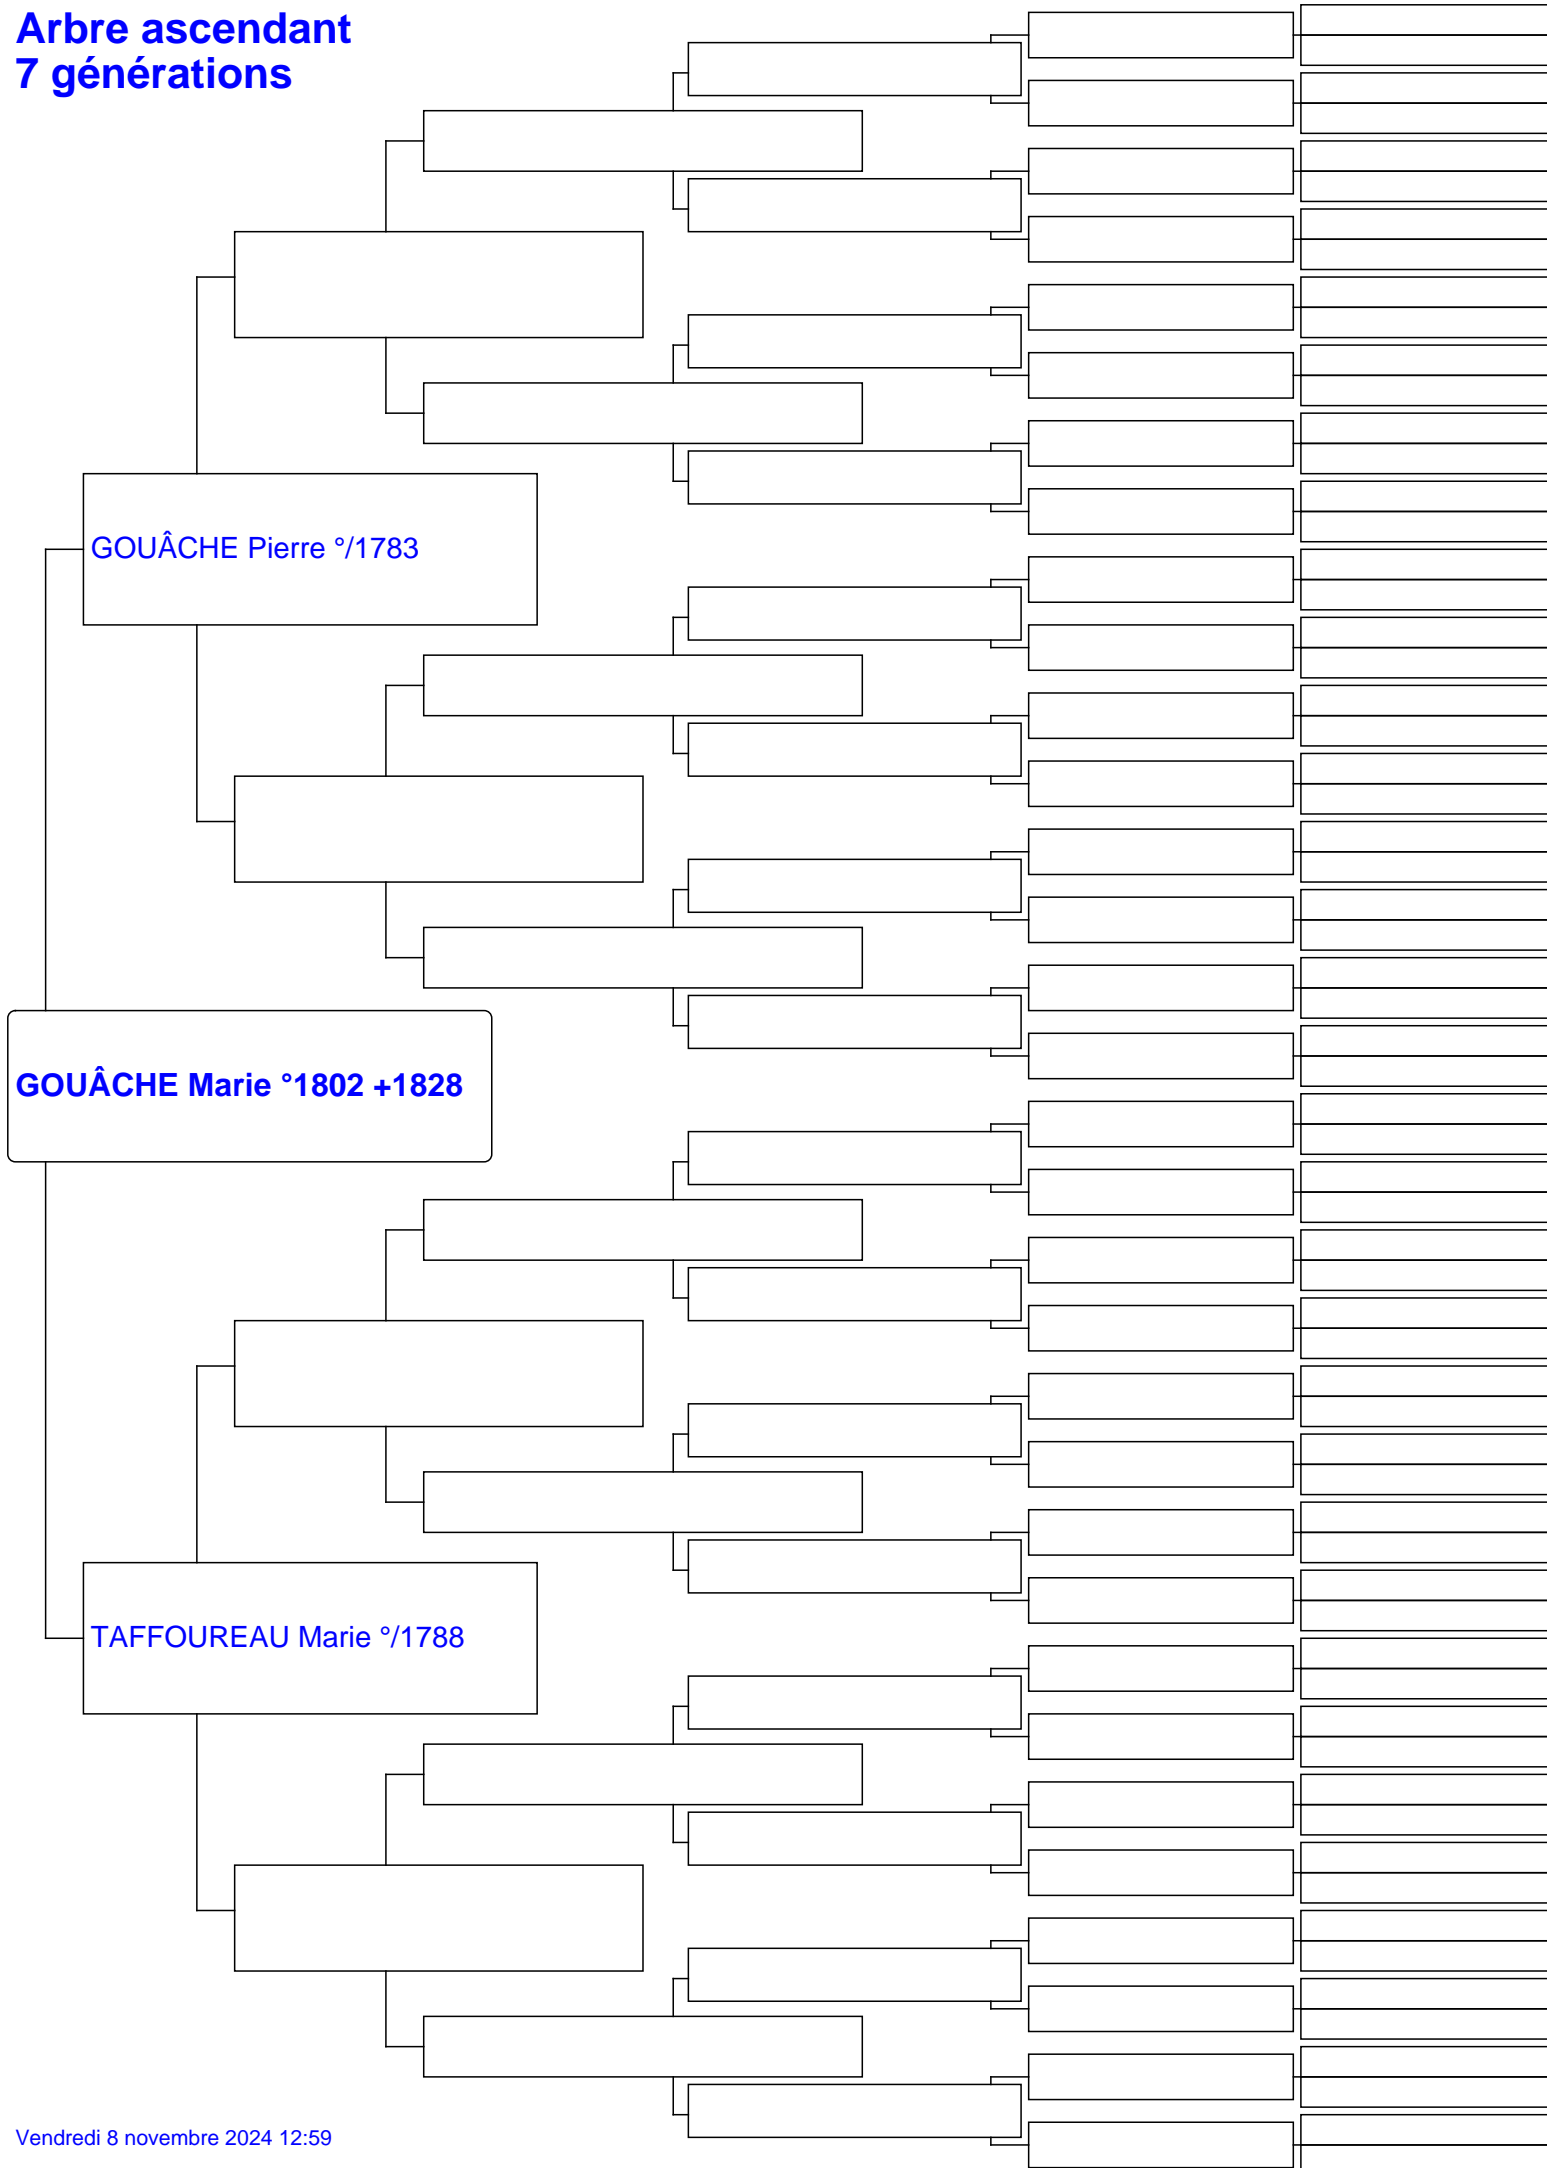 Arbre ascendant
7 générations
GOUÂCHE Pierre °/1783
GOUÂCHE Marie °1802 +1828
TAFFOUREAU Marie °/1788
Vendredi 8 novembre 2024 12:59